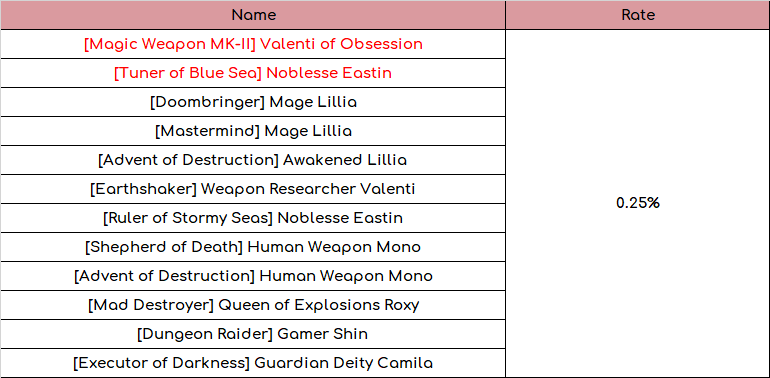 Name Rate
[Magic Weapon MK-II] Valenti of Obsession
[Tuner of Blue Sea] Noblesse Eastin
[Doombringer] Mage Lillia
[Mastermind] Mage Lillia
[Advent of Destruction] Awakened Lillia
[Earthshaker] Weapon Researcher Valenti
0.25%
[Ruler of Stormy Seas] Noblesse Eastin
[Shepherd of Death] Human Weapon Mono
[Advent of Destruction] Human Weapon Mono
[Mad Destroyer] Queen of Explosions Roxy
[Dungeon Raider] Gamer Shin
[Executor of Darkness] Guardian Deity Camila